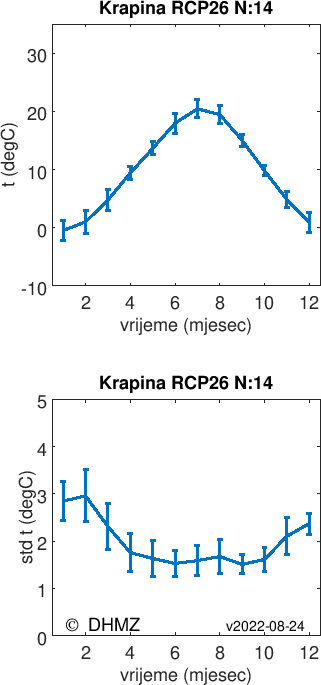 Krapina RCP26 N:14
30
20
10
0
-10
t (degC)
2 4 6 8 10 12
vrijeme (mjesec)
Krapina RCP26 N:14
5
4
3
2
1
0
std t (degC)
© DHMZ v2022-08-24
2 4 6 8 10 12
vrijeme (mjesec)